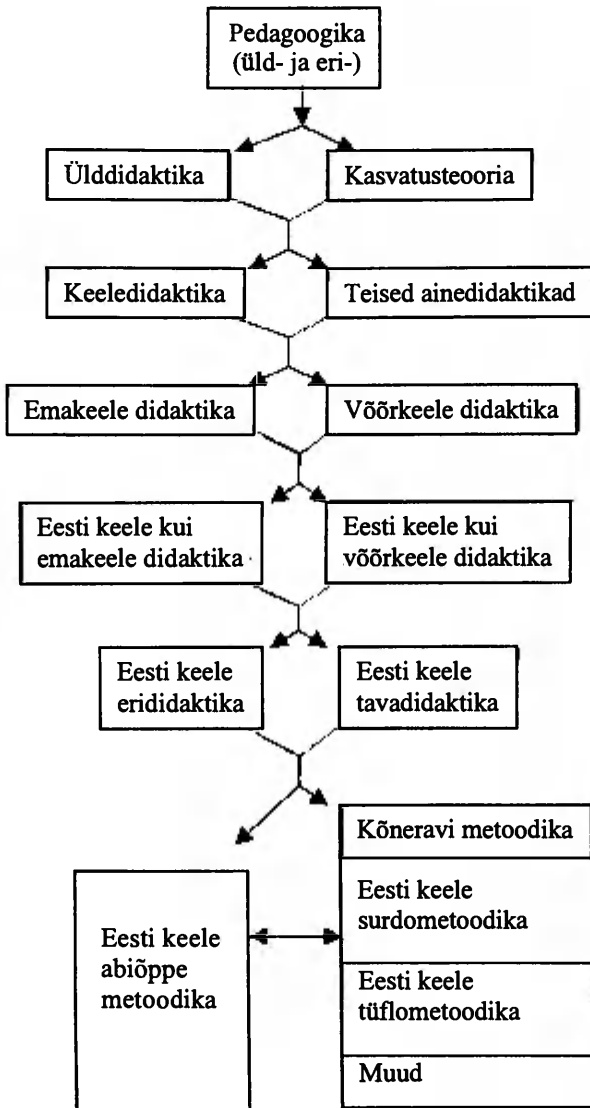 Pedagoogika
(üld- ja eri-)
Ülddidaktika
Kasvatusteooria
Keeledidaktika
Teised ainedidaktikad
Emakeele didaktika
Võõrkeele didaktika
Eesti keele kui
emakeele didaktika
Eesti keele kui
võõrkeele didaktika
Eesti keele
erididaktika
Eesti keele
tavadidaktika
Eesti keele
abiõppe
metoodika
Kõneravi metoodika
Eesti keele
surdometoodika
Eesti keele
tüflometoodika
Muud